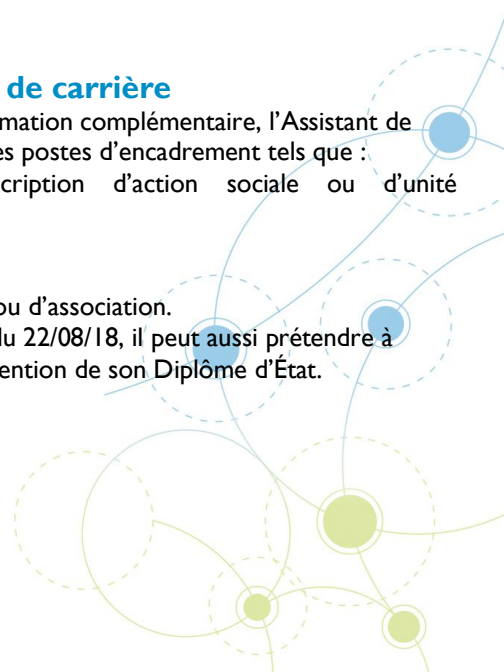 de carrière
mation complémentaire, l’Assistant de
es postes d’encadrement tels que :
cription d’action sociale ou d’unité
ou d’association.
du 22/08/18, il peut aussi prétendre à
ention de son Diplôme d’État.